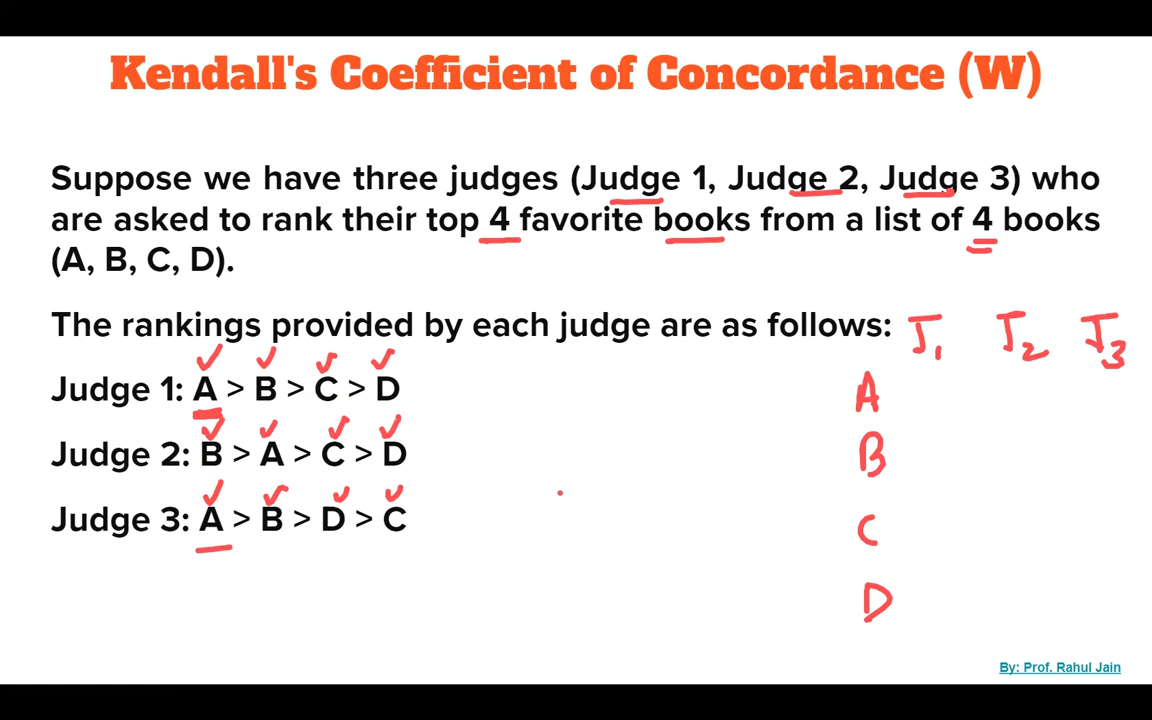 Kendall's Coefficient of Concordance (W)
Suppose we have three judges (Judge 1, Judge 2, Judge 3) who
are asked to rank their top 4 favorite books from a list of 4 books
(A, B, C, D).
The rankings provided by each judge are as follows:
J1 J2 J3
Judge 1: A > B > C > D
A
Judge 2: B > A > C > D
B
Judge 3: A > B > D > C
C
D
By: Prof. Rahul Jain